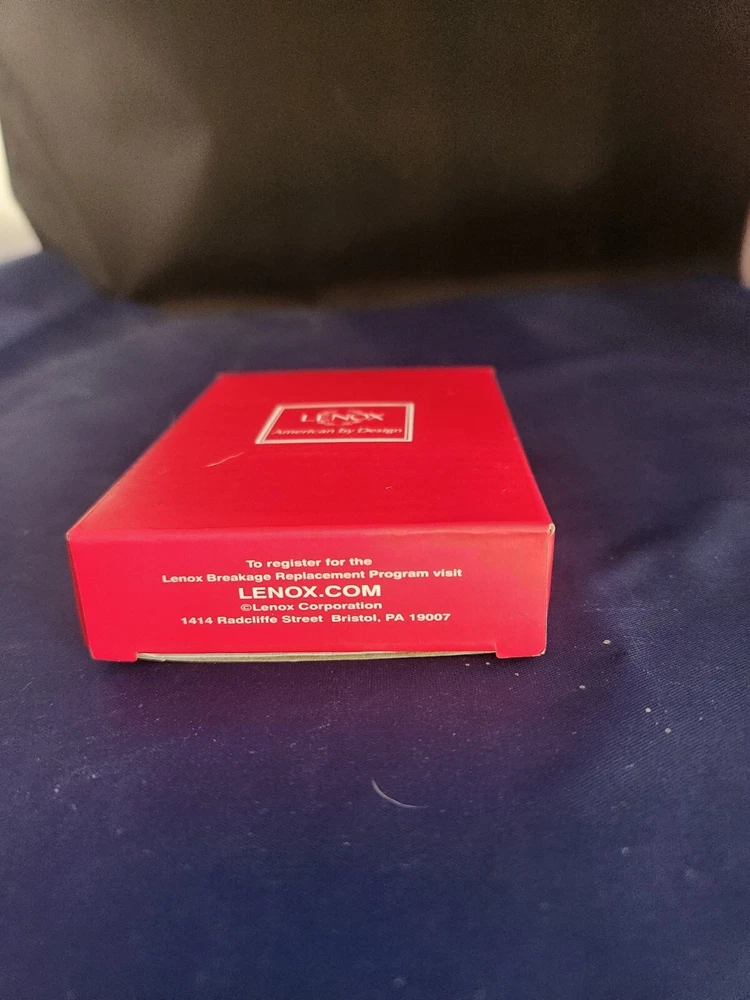 LENOX
American by Design
To register for the
Lenox Breakage Replacement Program visit
LENOX.COM
©Lenox Corporation
1414 Radcliffe Street Bristol, PA 19007